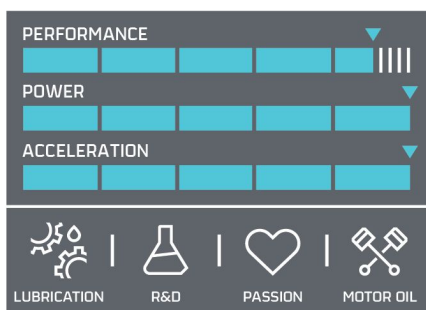 PERFORMANCE
POWER
ACCELERATION
LUBRICATION R&D PASSION MOTOR OIL